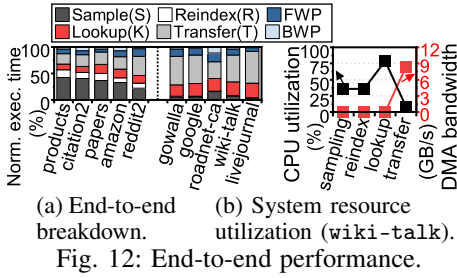 Sample(S) Reindex(R) FWP
Lookup(K) Transfer(T) BWP
Norm. exec. time
(%)
100
50
0
products
citation2
papers
amazon
reddit2
gowalla
google
roadnet-ca
wiki-talk
livejournal
CPU utilization
(%)
100
75
50
25
0
sampling
reindex
lookup
transfer
12
9
6
3
0
DMA bandwidth
(GB/s)
(a) End-to-end
breakdown.
(b) System resource
utilization (wiki-talk).
Fig. 12: End-to-end performance.